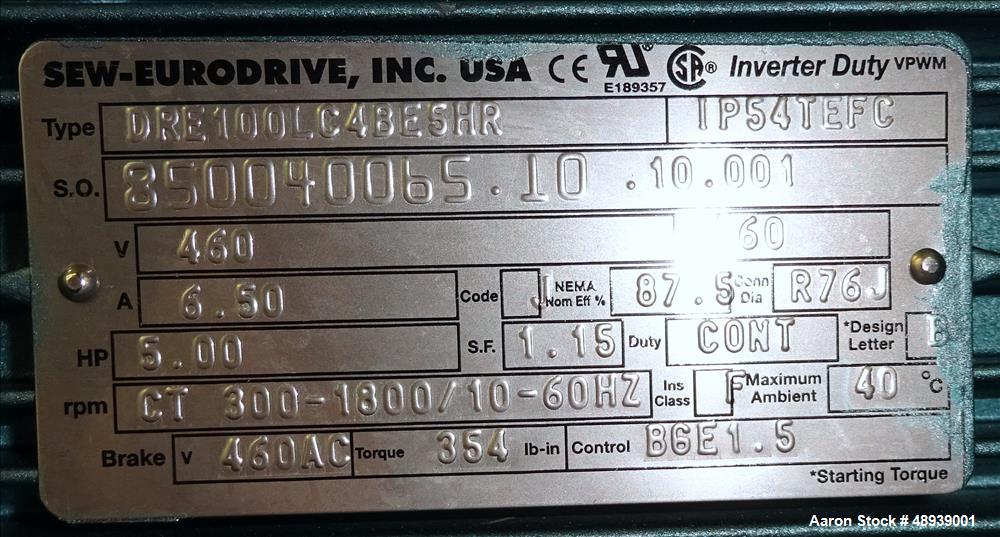 SEW-EURODRIVE, INC. USA CE RU® E189357 SA® Inverter Duty VPWM
Type DRE100LC4BE5HR IP54TEFC
S.O. 850040065.10 .10.001
V 460 60
A 6.50 Code J NEMA Nom Eff % 87.5 Conn Dia R76J
HP 5.00 S.F. 1.15 Duty CONT *Design Letter B
rpm CT 300-1800/10-60HZ Ins Class F Maximum Ambient 40 °C
Brake V 460AC Torque 354 lb-in Control BGE1.5
*Starting Torque
Aaron Stock # 48939001